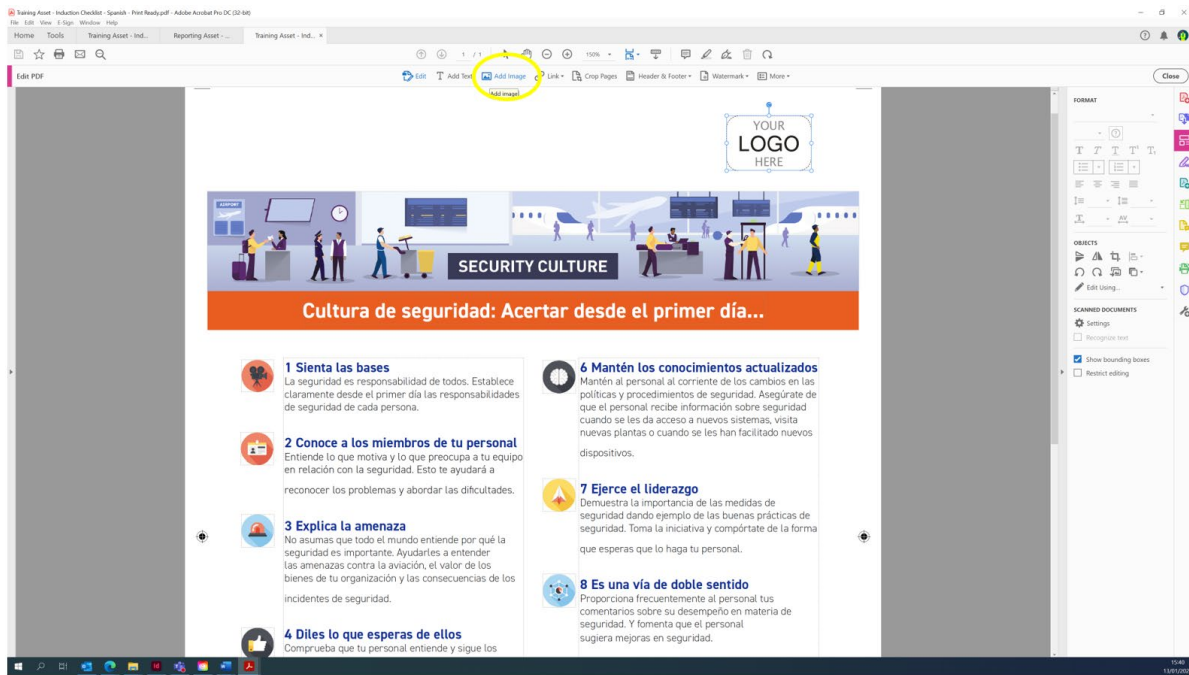 Training Asset - Induction Checklist - Spanish - Print Ready.pdf - Adobe Acrobat Pro DC (32-bit)
File Edit View E-Sign Window Help
Home Tools Training Asset - Ind... Reporting Asset - ... Training Asset - Ind... ×
1 / 1 150%
Edit PDF Edit Add Text Add Image Link Crop Pages Header & Footer Watermark More Close
Add image
YOUR
LOGO
HERE
AIRPORT
SECURITY CULTURE
Cultura de seguridad: Acertar desde el primer día...
1 Sienta las bases
La seguridad es responsabilidad de todos. Establece
claramente desde el primer día las responsabilidades
de seguridad de cada persona.
2 Conoce a los miembros de tu personal
Entiende lo que motiva y lo que preocupa a tu equipo
en relación con la seguridad. Esto te ayudará a
reconocer los problemas y abordar las dificultades.
3 Explica la amenaza
No asumas que todo el mundo entiende por qué la
seguridad es importante. Ayudarles a entender
las amenazas contra la aviación, el valor de los
bienes de tu organización y las consecuencias de los
incidentes de seguridad.
4 Diles lo que esperas de ellos
Comprueba que tu personal entiende y sigue los
6 Mantén los conocimientos actualizados
Mantén al personal al corriente de los cambios en las
políticas y procedimientos de seguridad. Asegúrate de
que el personal recibe información sobre seguridad
cuando se les da acceso a nuevos sistemas, visita
nuevas plantas o cuando se les han facilitado nuevos
dispositivos.
7 Ejerce el liderazgo
Demuestra la importancia de las medidas de
seguridad dando ejemplo de las buenas prácticas de
seguridad. Toma la iniciativa y compórtate de la forma
que esperas que lo haga tu personal.
8 Es una vía de doble sentido
Proporciona frecuentemente al personal tus
comentarios sobre su desempeño en materia de
seguridad. Y fomenta que el personal
sugiera mejoras en seguridad.
FORMAT
OBJECTS
Edit Using...
SCANNED DOCUMENTS
Settings
Recognize text
Show bounding boxes
Restrict editing
15:40